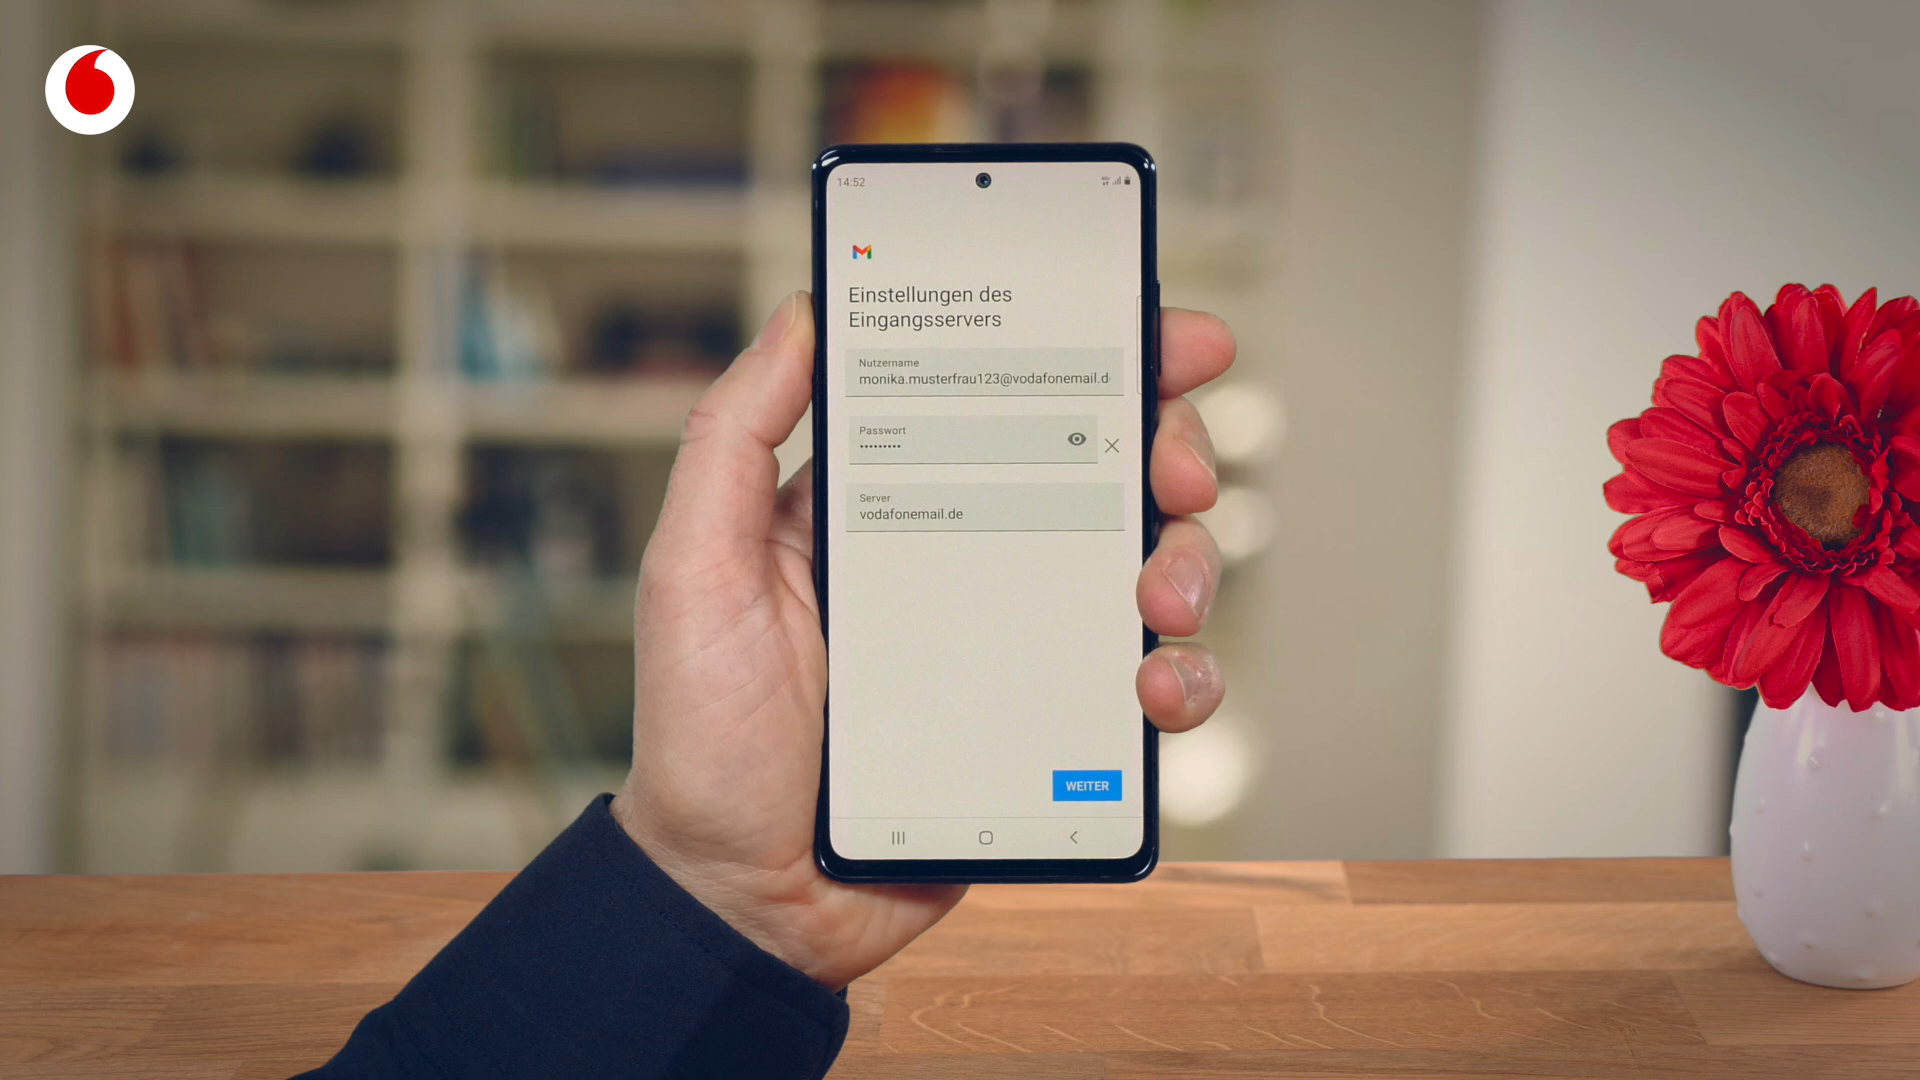 14:52
Einstellungen des
Eingangsservers
Nutzername
monika.musterfrau123@vodafonemail.d
Passwort
•••••••••
Server
vodafonemail.de
WEITER